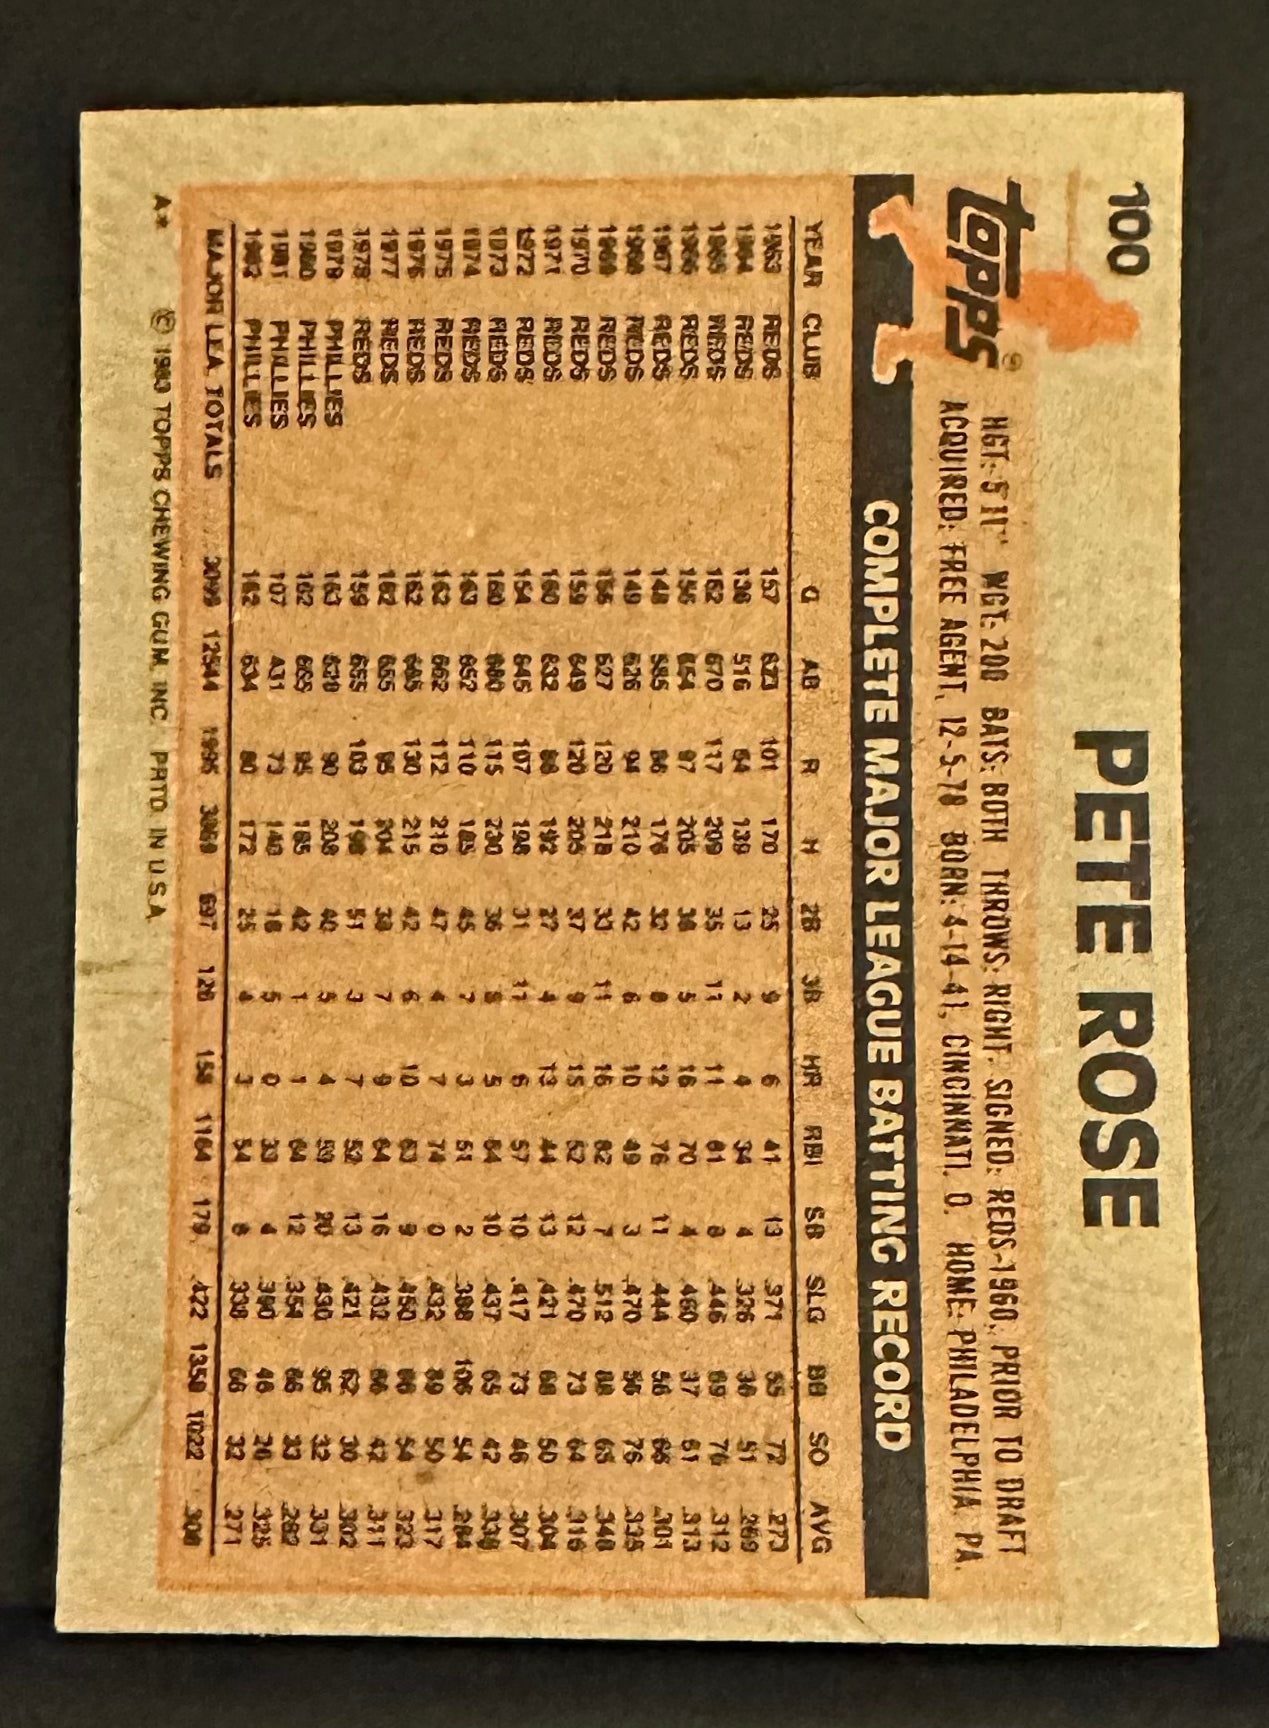 100 PETE ROSE
TOPPS®
HGT: 5'11" WGT: 200 BATS: BOTH THROWS: RIGHT SIGNED: REDS-1960, PRIOR TO DRAFT
ACQUIRED: FREE AGENT, 12-5-78 BORN: 4-14-41, CINCINNATI, O. HOME: PHILADELPHIA, PA.
COMPLETE MAJOR LEAGUE BATTING RECORD
YEAR CLUB G AB R H 2B 3B HR RBI SB SLG BB SO AVG
1963 REDS 157 623 101 170 25 9 6 41 13 .371 55 72 .273
1964 REDS 136 516 64 139 13 2 4 34 4 .326 36 51 .269
1965 REDS 162 670 117 209 35 11 11 81 8 .446 69 76 .312
1966 REDS 156 654 97 205 38 5 16 70 4 .460 37 61 .313
1967 REDS 148 585 86 176 32 8 12 76 11 .444 56 66 .301
1968 REDS 149 626 94 210 42 6 10 49 3 .470 56 76 .335
1969 REDS 156 627 120 218 33 11 16 82 7 .512 88 65 .348
1970 REDS 159 649 120 205 37 9 15 52 12 .470 73 64 .316
1971 REDS 160 632 86 192 27 4 13 44 13 .421 68 50 .304
1972 REDS 154 645 107 198 31 11 6 57 10 .417 73 46 .307
1973 REDS 160 680 115 230 36 8 5 64 10 .437 65 42 .338
1974 REDS 163 652 110 185 45 7 3 51 2 .388 106 54 .284
1975 REDS 162 662 112 210 47 4 7 74 0 .432 89 50 .317
1976 REDS 162 665 130 215 42 6 10 63 9 .450 86 54 .323
1977 REDS 162 655 95 204 38 7 9 64 16 .432 66 42 .311
1978 REDS 159 655 103 198 51 3 7 52 13 .421 62 30 .302
1979 PHILLIES 163 628 90 208 40 5 4 59 20 .430 95 32 .331
1980 PHILLIES 162 655 95 185 42 1 1 64 12 .354 66 33 .282
1981 PHILLIES 107 431 73 140 18 5 0 33 4 .390 46 26 .325
1982 PHILLIES 162 634 80 172 25 4 3 54 8 .338 66 32 .271
MAJOR LEA. TOTALS 3099 12544 1995 3869 697 126 158 1164 179 .422 1358 1022 .308
A* © 1983 TOPPS CHEWING GUM, INC. PRTD. IN U.S.A.